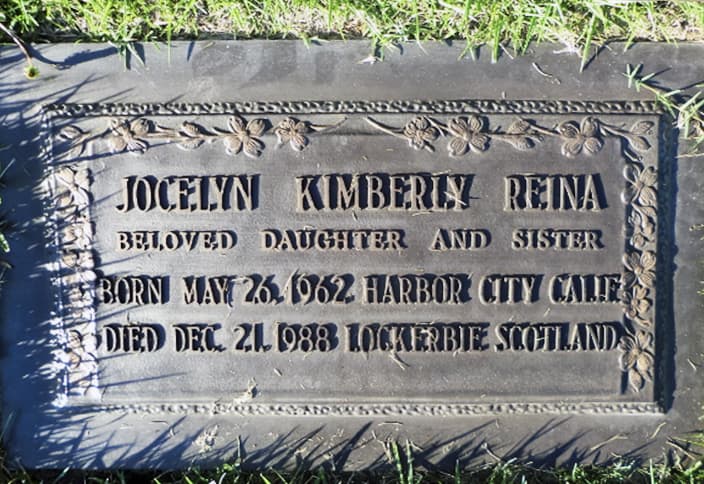 JOCELYN KIMBERLY REINA
BELOVED DAUGHTER AND SISTER
BORN MAY 26, 1962 HARBOR CITY CALIF.
DIED DEC. 21, 1988 LOCKERBIE SCOTLAND